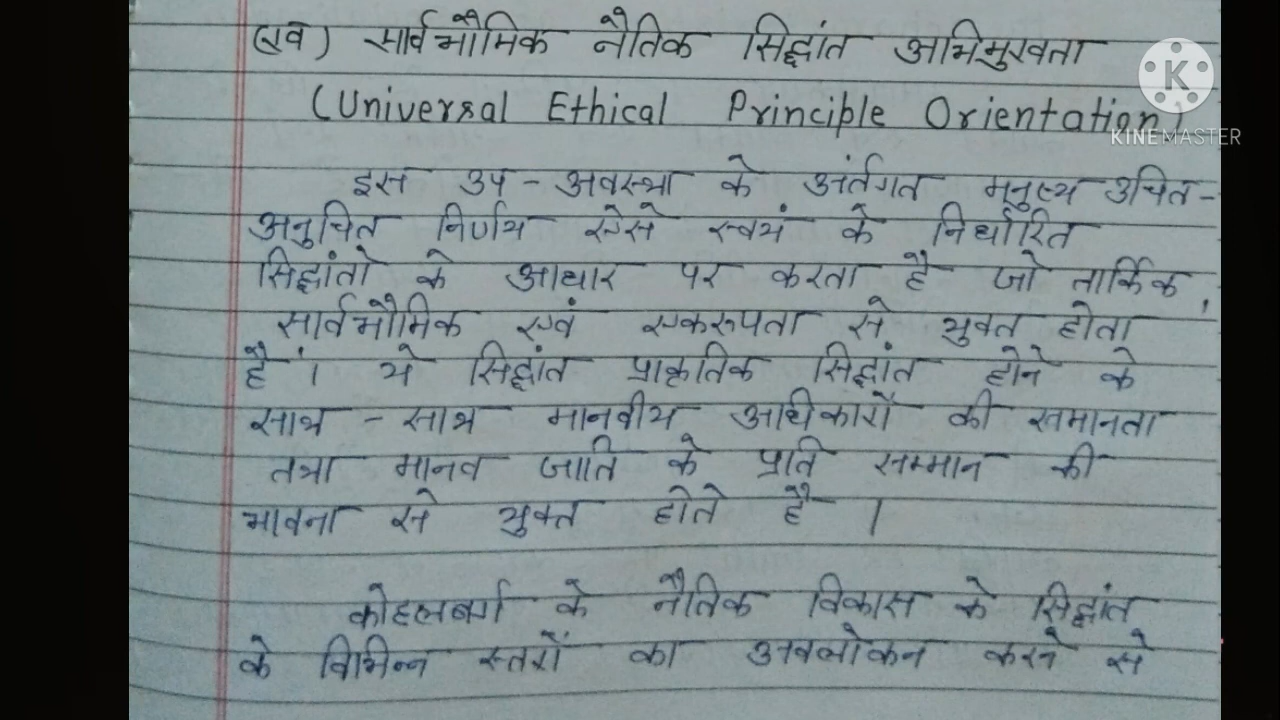 (एव) सार्वभौमिक नैतिक सिद्धांत अभिमुखता
(Universal Ethical Principle Orientation)
K
KINEMASTER
इस उप-अवस्था के अंर्तगत मनुष्य उचित-
अनुचित निर्णय ऐसे स्वयं के निर्धारित
सिद्धांतो के आधार पर करता है जो तार्किक,
सार्वभौमिक एवं एकरुपता से युक्त होता
है । ये सिद्धांत प्राकृतिक सिद्धांत होने के
साथ - साथ मानवीय अधिकारों की समानता
तथा मानव जाति के प्रति सम्मान की
भावना से युक्त होते है ।
कोहलबर्ग के नैतिक विकास के सिद्धांत
के विभिन्न स्तरों का अवलोकन करने से